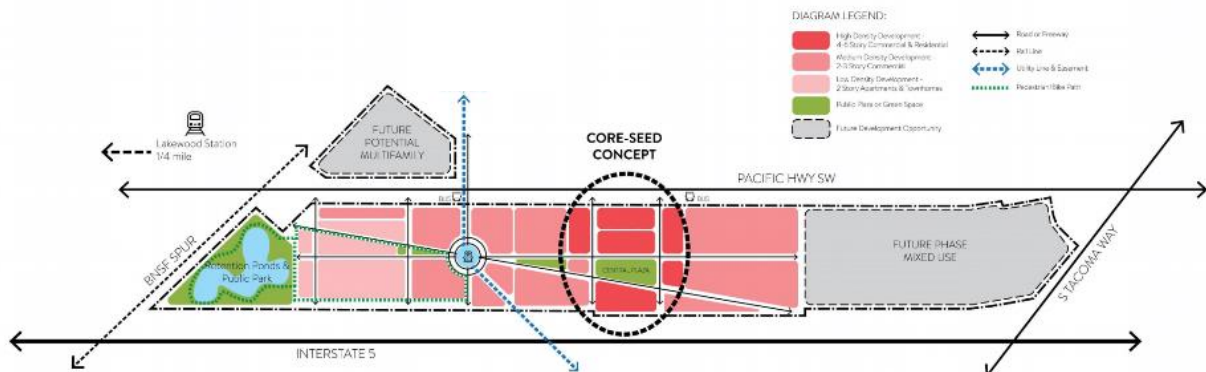 DIAGRAM LEGEND:
High Density Development -
4-6 Story Commercial & Residential
Medium Density Development -
2-3 Story Commercial
Low Density Development -
2 Story Apartments & Townhomes
Public Plaza or Green Space
Future Development Opportunity
Road or Freeway
Rail Line
Utility Line & Easement
Pedestrian/Bike Path
Lakewood Station
1/4 mile
FUTURE
POTENTIAL
MULTIFAMILY
CORE-SEED
CONCEPT
PACIFIC HWY SW
BUS
BUS
BNSF SPUR
Retention Ponds &
Public Park
CENTRAL PLAZA
FUTURE PHASE
MIXED USE
S TACOMA WAY
INTERSTATE 5